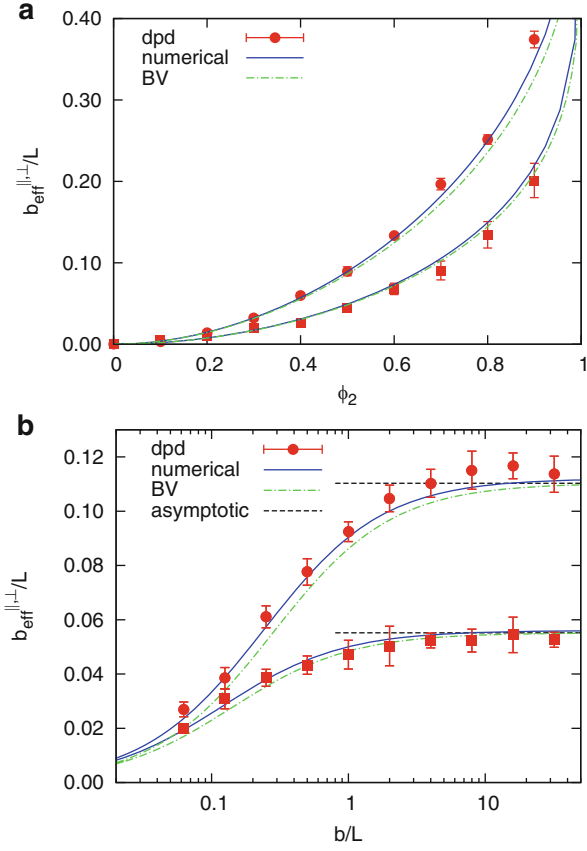 a
0.40
0.30
0.20
0.10
0.00
b_eff^||,⊥/L
dpd
numerical
BV
0 0.2 0.4 0.6 0.8 1
ϕ2
b
0.12
0.10
0.08
0.06
0.04
0.02
0.00
b_eff^||,⊥/L
dpd
numerical
BV
asymptotic
0.1 1 10
b/L